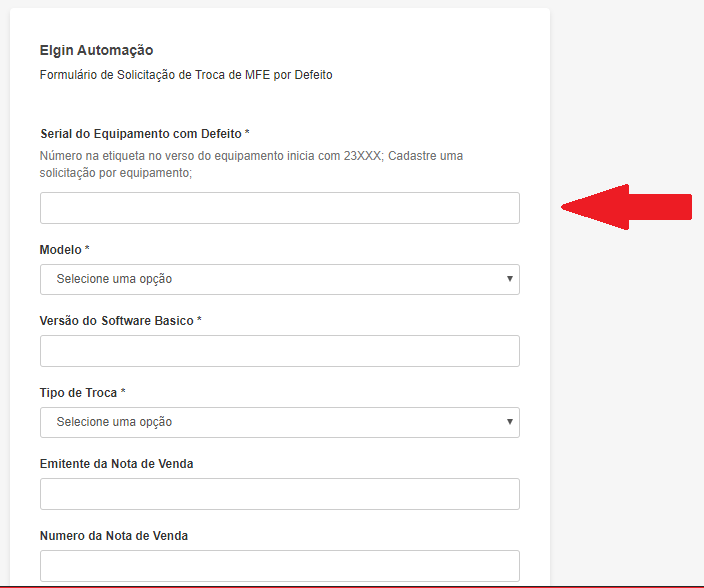 Elgin Automação
Formulário de Solicitação de Troca de MFE por Defeito
Serial do Equipamento com Defeito *
Número na etiqueta no verso do equipamento inicia com 23XXX; Cadastre uma
solicitação por equipamento;
Modelo *
Selecione uma opção
Versão do Software Basico *
Tipo de Troca *
Selecione uma opção
Emitente da Nota de Venda
Numero da Nota de Venda